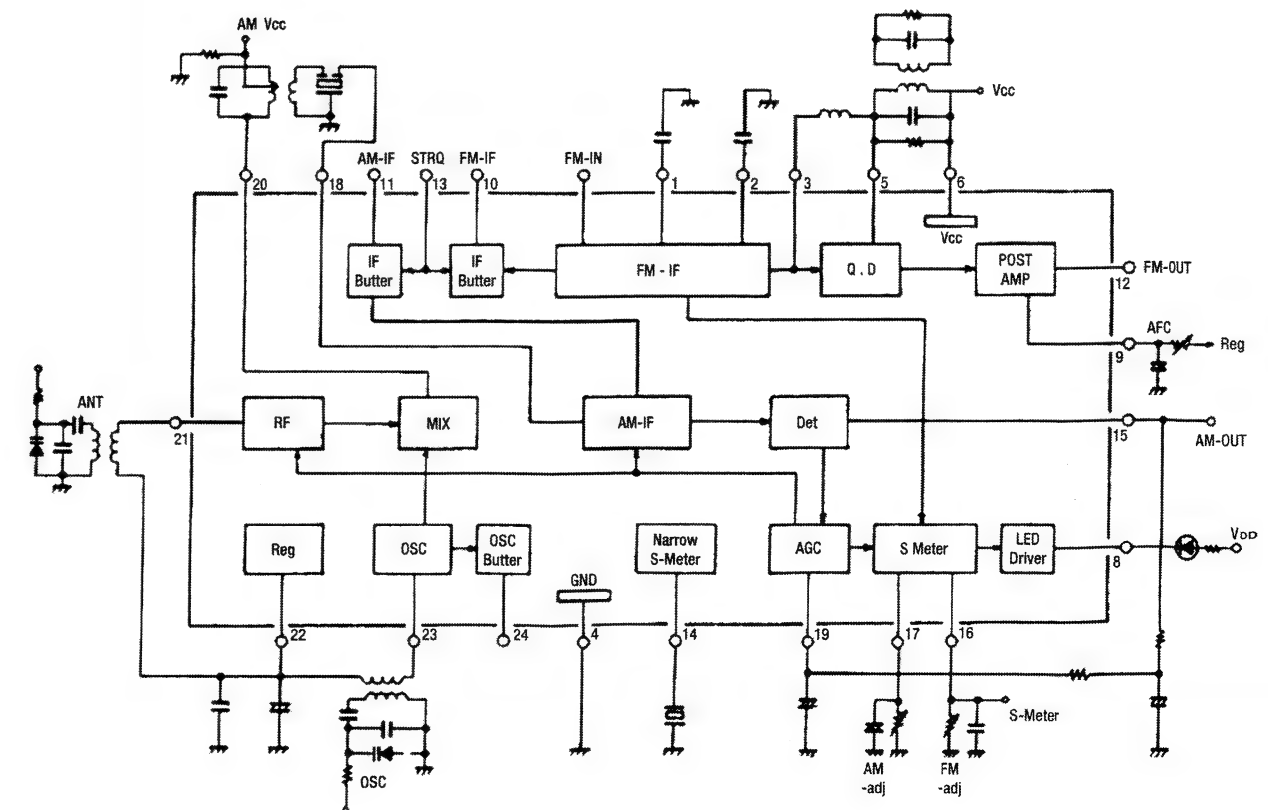 AM Vcc
Vcc
20
18
AM-IF
11
STRQ
13
FM-IF
10
FM-IN
1
2
3
5
6
Vcc
IF
Butter
IF
Butter
FM - IF
Q . D
POST
AMP
FM-OUT
12
AFC
9
Reg
ANT
21
RF
MIX
AM-IF
Det
15
AM-OUT
Reg
OSC
OSC
Butter
Narrow
S-Meter
AGC
S Meter
LED
Driver
8
VDD
GND
22
23
24
4
14
19
17
16
S-Meter
OSC
AM
-adj
FM
-adj